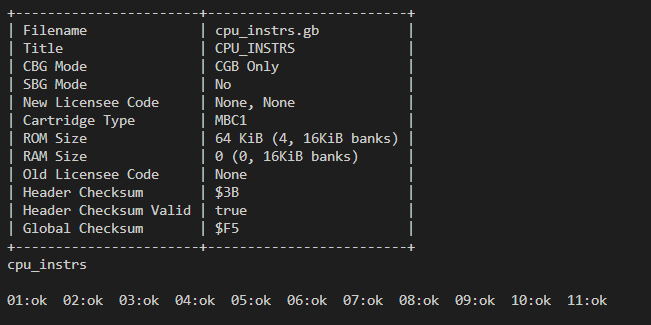 +-----------------------+--------------------------+
| Filename | cpu_instrs.gb |
| Title | CPU_INSTRS |
| CBG Mode | CGB Only |
| SBG Mode | No |
| New Licensee Code | None, None |
| Cartridge Type | MBC1 |
| ROM Size | 64 KiB (4, 16KiB banks) |
| RAM Size | 0 (0, 16KiB banks) |
| Old Licensee Code | None |
| Header Checksum | $3B |
| Header Checksum Valid | true |
| Global Checksum | $F5 |
+-----------------------+--------------------------+
cpu_instrs
01:ok 02:ok 03:ok 04:ok 05:ok 06:ok 07:ok 08:ok 09:ok 10:ok 11:ok